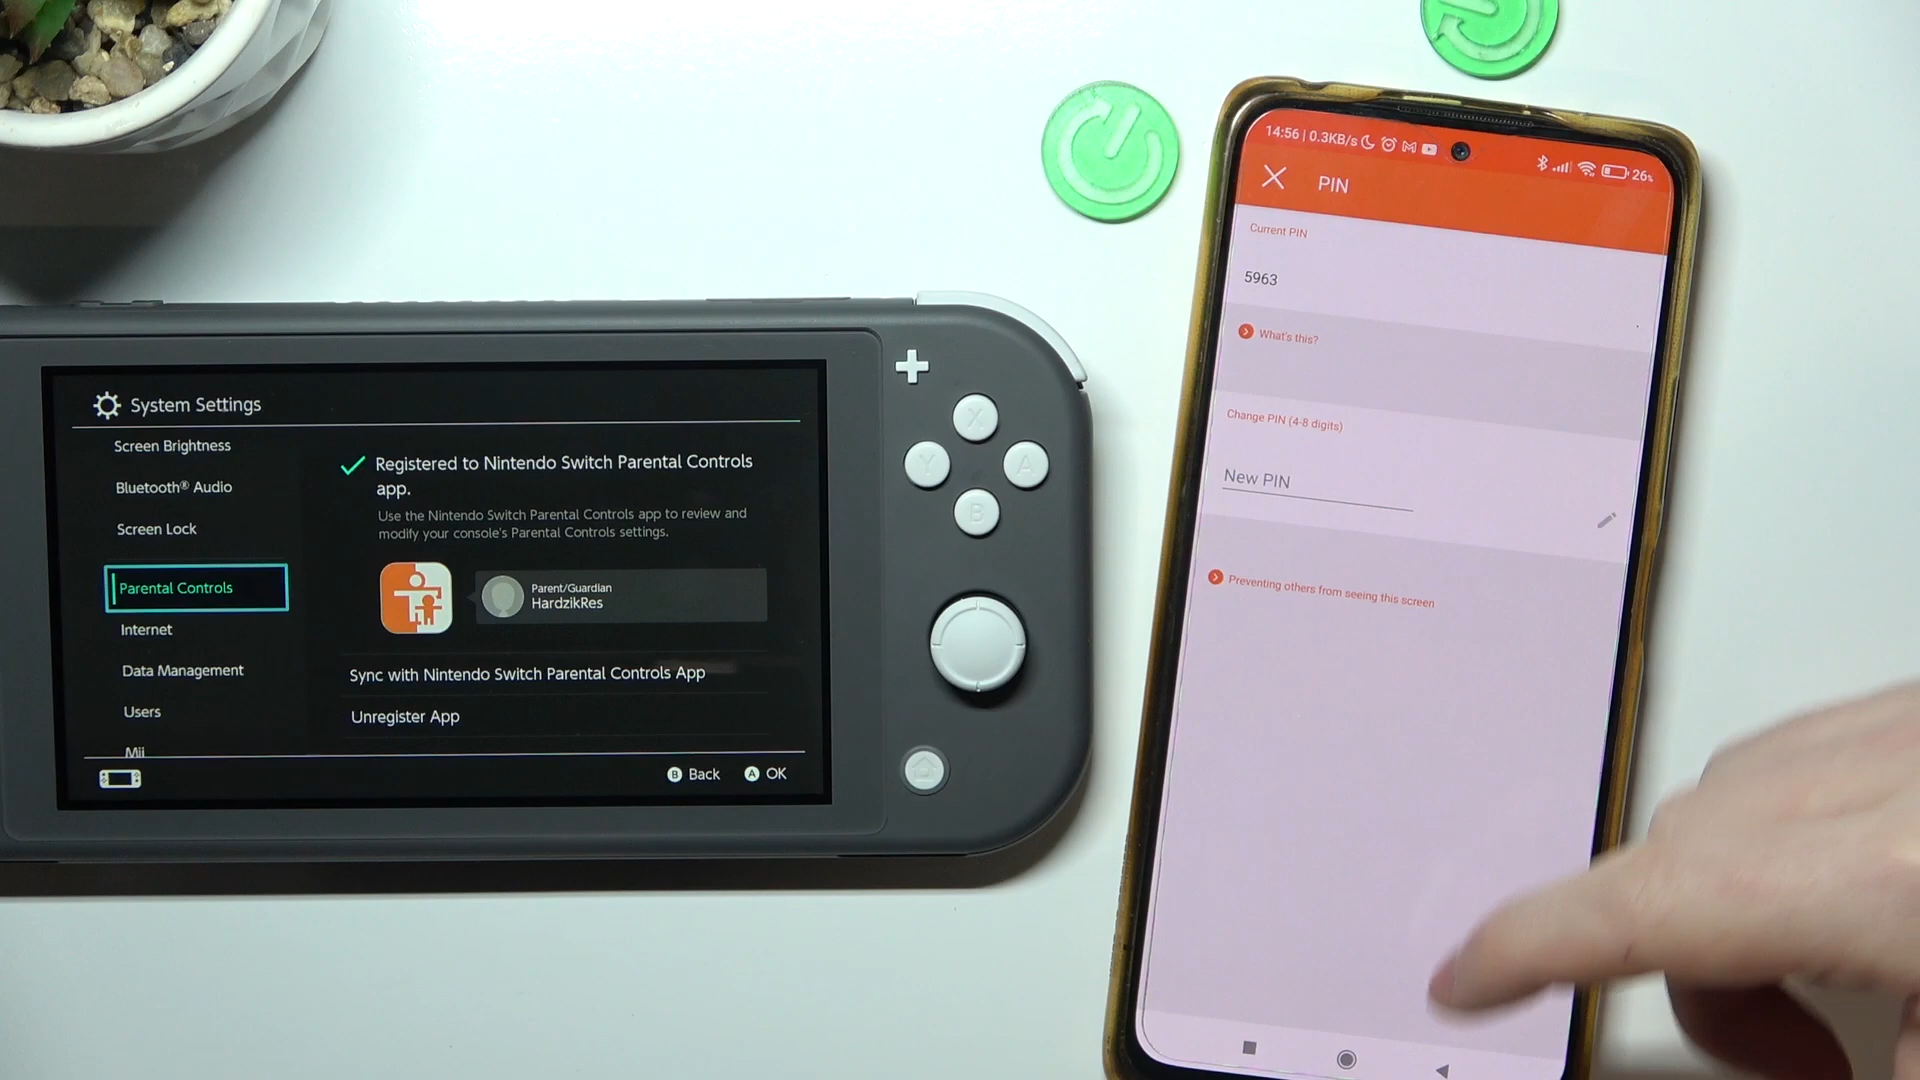 System Settings
Screen Brightness
Bluetooth® Audio
Screen Lock
Parental Controls
Internet
Data Management
Users
Mii
Registered to Nintendo Switch Parental Controls
app.
Use the Nintendo Switch Parental Controls app to review and
modify your console's Parental Controls settings.
Parent/Guardian
HardzikRes
Sync with Nintendo Switch Parental Controls App
Unregister App
B Back
A OK
X
Y
A
B
14:56 | 0.3KB/s
26%
PIN
Current PIN
5963
What's this?
Change PIN (4-8 digits)
New PIN
Preventing others from seeing this screen